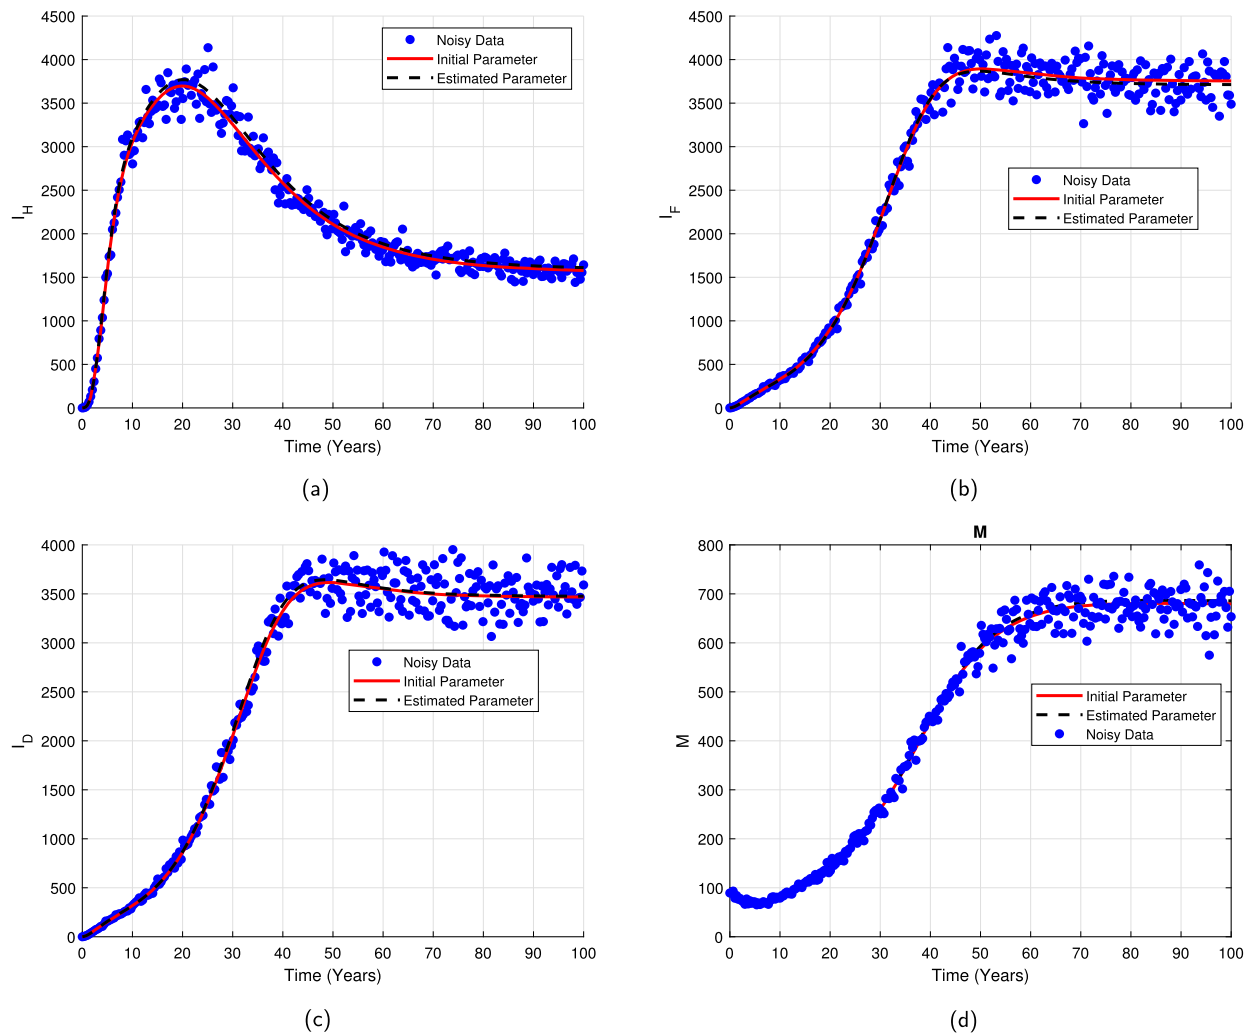 4500
4000
3500
3000
2500
2000
1500
1000
500
0
I_H
0 10 20 30 40 50 60 70 80 90 100
Time (Years)
Noisy Data
Initial Parameter
Estimated Parameter
(a)
4500
4000
3500
3000
2500
2000
1500
1000
500
0
I_F
0 10 20 30 40 50 60 70 80 90 100
Time (Years)
Noisy Data
Initial Parameter
Estimated Parameter
(b)
4000
3500
3000
2500
2000
1500
1000
500
0
I_D
0 10 20 30 40 50 60 70 80 90 100
Time (Years)
Noisy Data
Initial Parameter
Estimated Parameter
(c)
M
800
700
600
500
400
300
200
100
0
M
0 10 20 30 40 50 60 70 80 90 100
Time (Years)
Initial Parameter
Estimated Parameter
Noisy Data
(d)